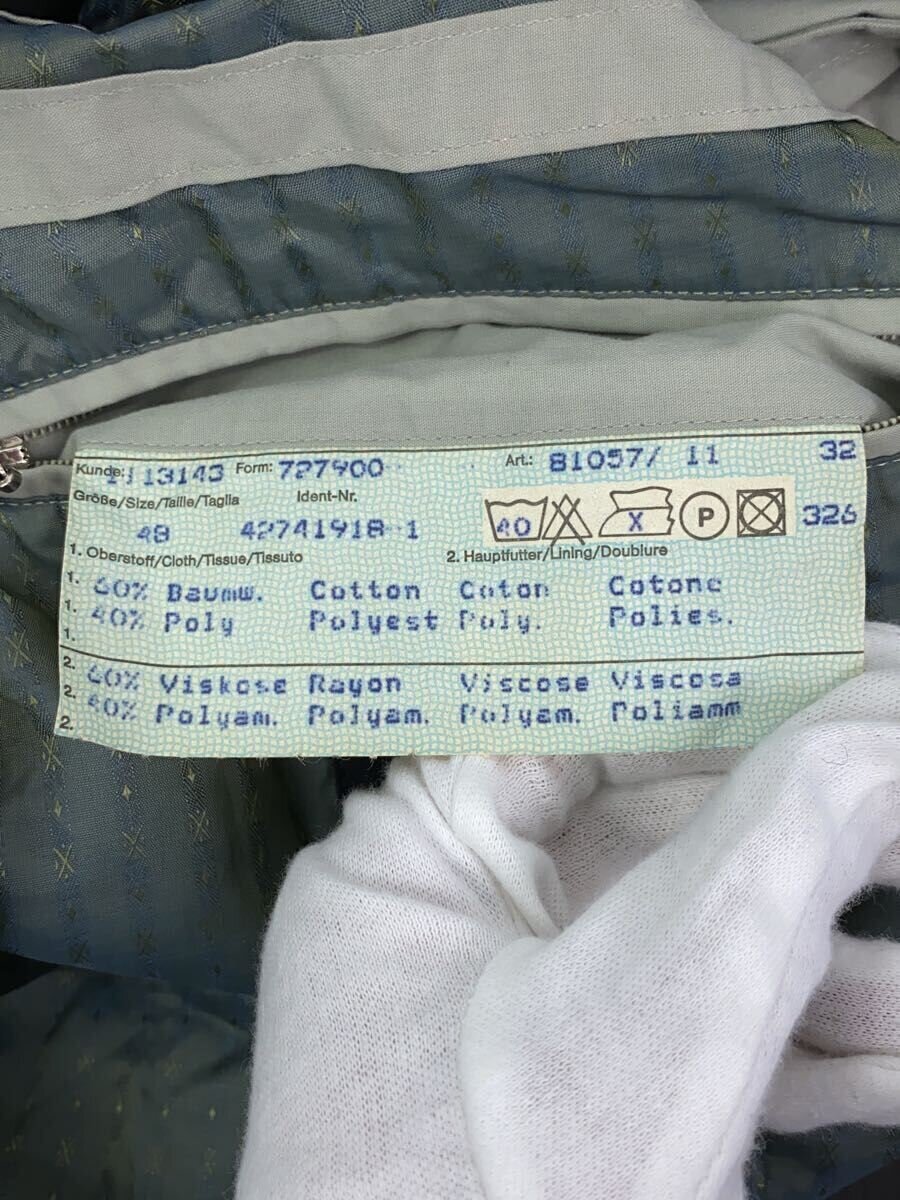 Kunde: 113143 Form: 727900 Art.: 81057/ 11 32
Größe/Size/Taille/Taglia Ident-Nr.
48 42741918-1 40 X P 326
1. Oberstoff/Cloth/Tissue/Tissuto 2. Hauptfutter/Lining/Doublure
1. 60% Baumw. Cotton Coton Cotone
1. 40% Poly Polyest Poly. Polies.
1.
2. 60% Viskose Rayon Viscose Viscosa
2. 40% Polyam. Polyam. Polyam. Poliamm
2.